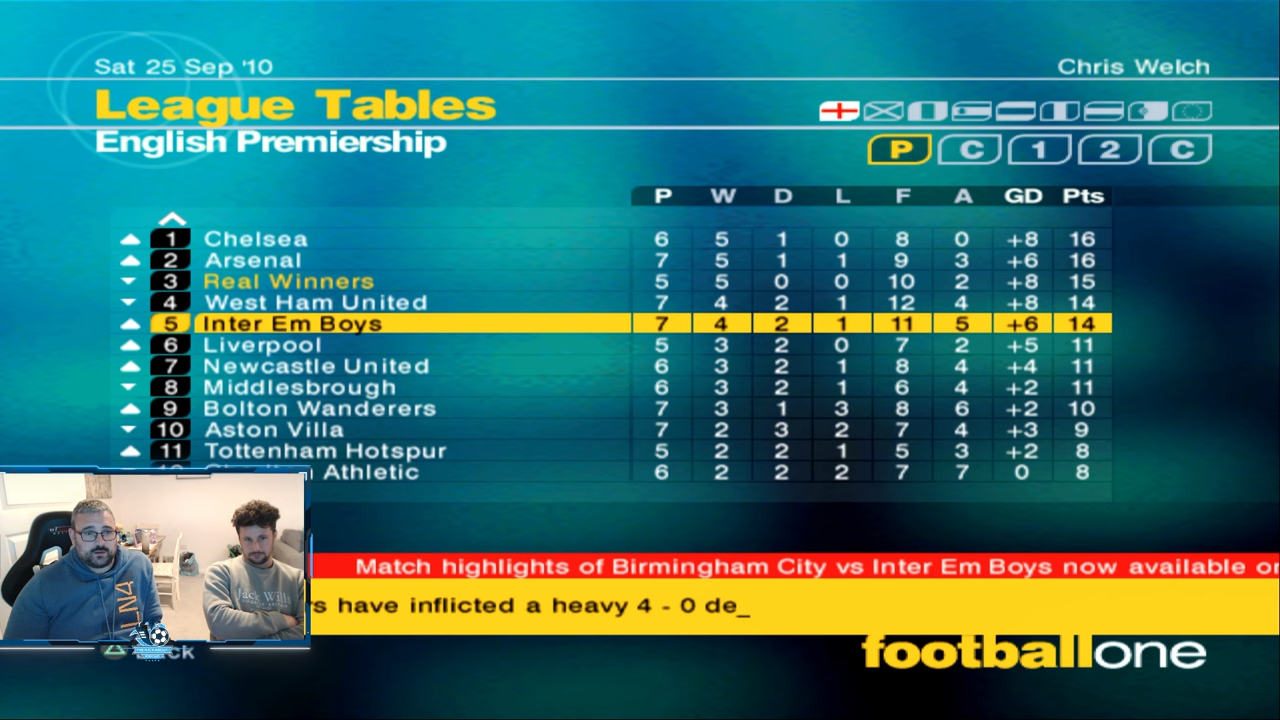 Sat 25 Sep '10
Chris Welch
League Tables
English Premiership
P C 1 2 C
P W D L F A GD Pts
1 Chelsea 6 5 1 0 8 0 +8 16
2 Arsenal 7 5 1 1 9 3 +6 16
3 Real Winners 5 5 0 0 10 2 +8 15
4 West Ham United 7 4 2 1 12 4 +8 14
5 Inter Em Boys 7 4 2 1 11 5 +6 14
6 Liverpool 5 3 2 0 7 2 +5 11
7 Newcastle United 6 3 2 1 8 4 +4 11
8 Middlesbrough 6 3 2 1 6 4 +2 11
9 Bolton Wanderers 7 3 1 3 8 6 +2 10
10 Aston Villa 7 2 3 2 7 4 +3 9
11 Tottenham Hotspur 5 2 2 1 5 3 +2 8
Athletic 6 2 2 2 7 7 0 8
Match highlights of Birmingham City vs Inter Em Boys now available on
s have inflicted a heavy 4 - 0 de_
Jack Wills
footballone